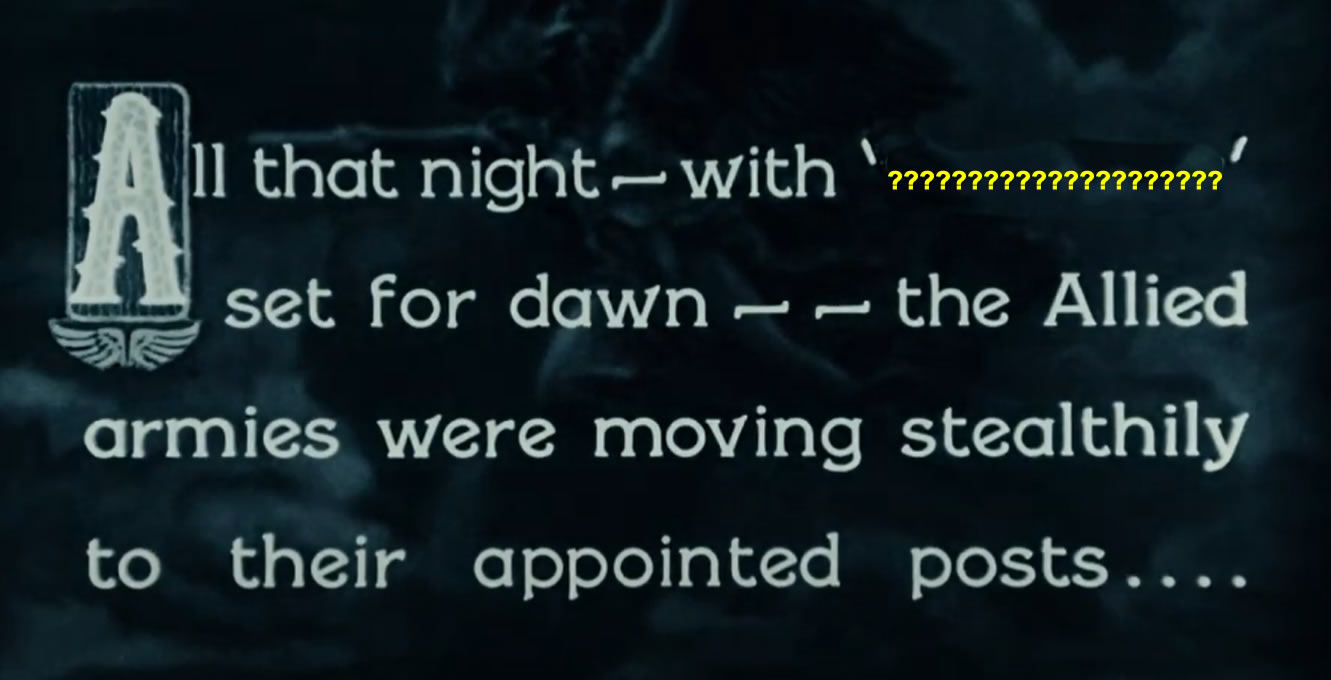 All that night — with ‘?????????????????????’
set for dawn — — the Allied
armies were moving stealthily
to their appointed posts....